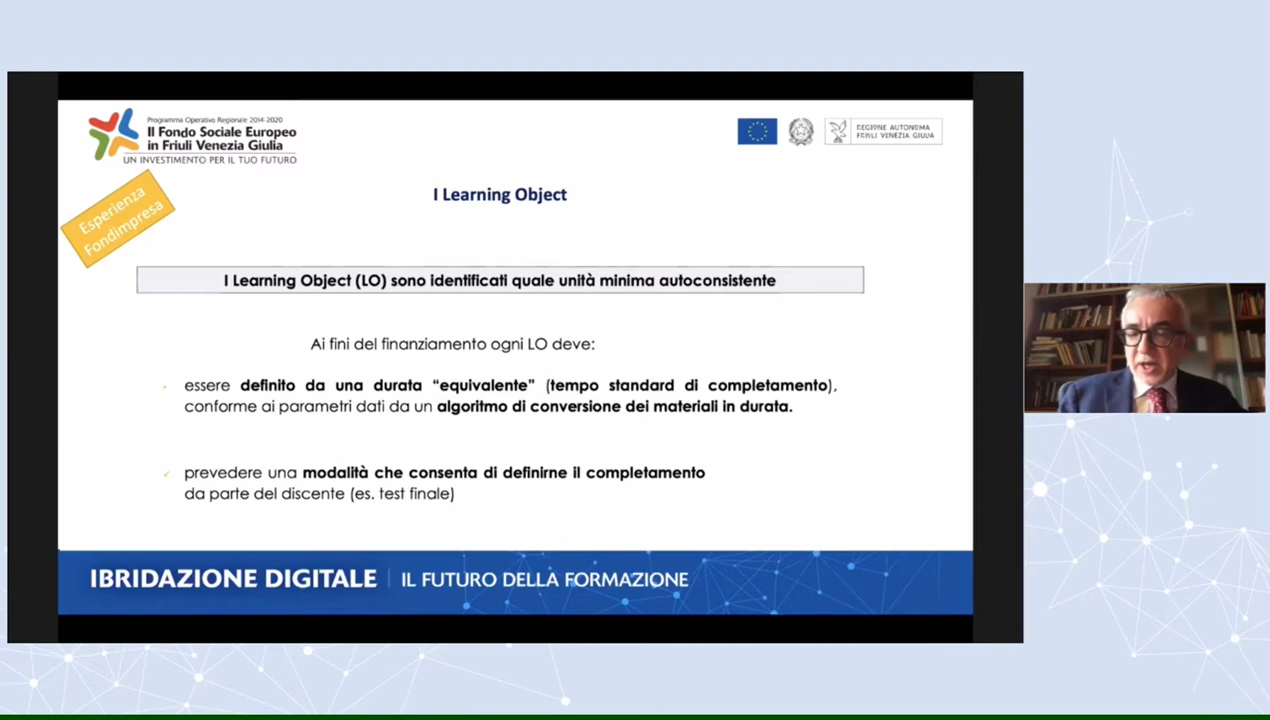 Programma Operativo Regionale 2014-2020
Il Fondo Sociale Europeo
in Friuli Venezia Giulia
UN INVESTIMENTO PER IL TUO FUTURO
REGIONE AUTONOMA
FRIULI VENEZIA GIULIA
Esperienza
Fondimpresa
I Learning Object
I Learning Object (LO) sono identificati quale unità minima autoconsistente
Ai fini del finanziamento ogni LO deve:
essere definito da una durata “equivalente” (tempo standard di completamento),
conforme ai parametri dati da un algoritmo di conversione dei materiali in durata.
prevedere una modalità che consenta di definirne il completamento
da parte del discente (es. test finale)
IBRIDAZIONE DIGITALE | IL FUTURO DELLA FORMAZIONE